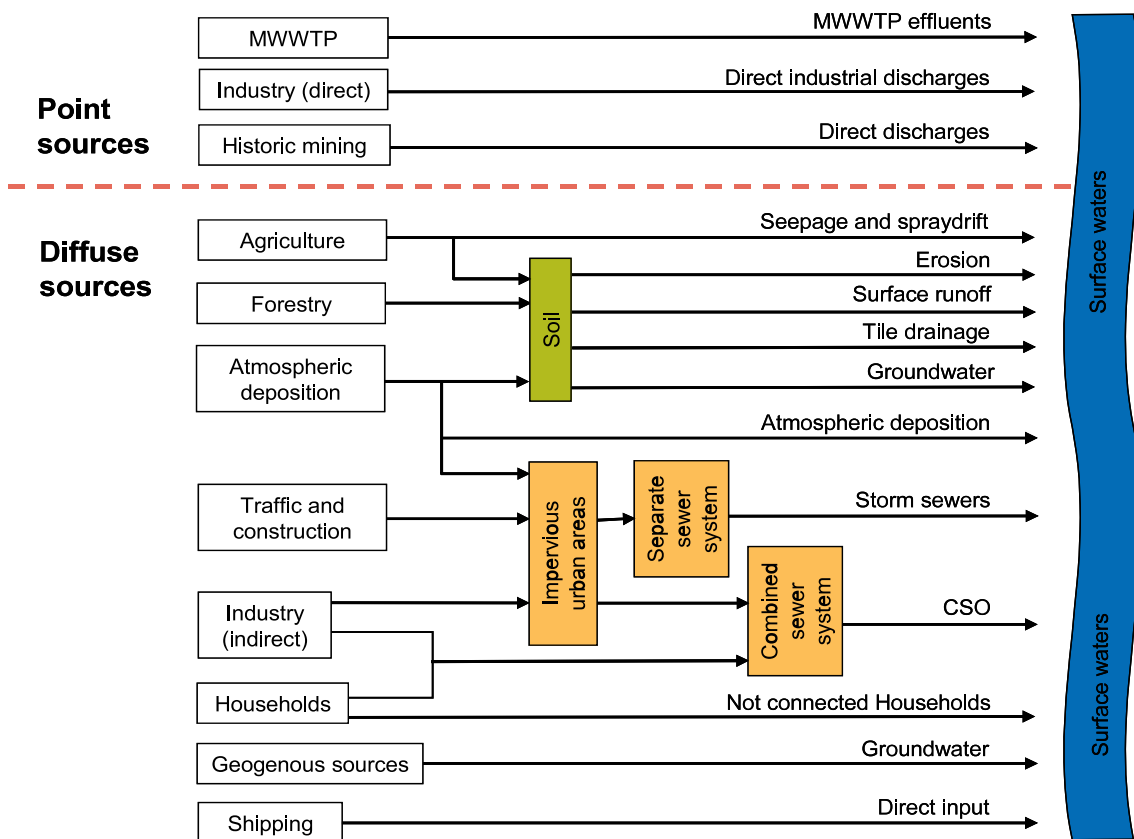 MWWTP
MWWTP effluents
Industry (direct)
Direct industrial discharges
Point
sources
Historic mining
Direct discharges
Surface waters
Diffuse
sources
Agriculture
Seepage and spraydrift
Erosion
Forestry
Soil
Surface runoff
Tile drainage
Atmospheric
deposition
Groundwater
Atmospheric deposition
Traffic and
construction
Impervious
urban areas
Separate
sewer
system
Storm sewers
Industry
(indirect)
Combined
sewer
system
CSO
Households
Not connected Households
Surface waters
Geogenous sources
Groundwater
Shipping
Direct input